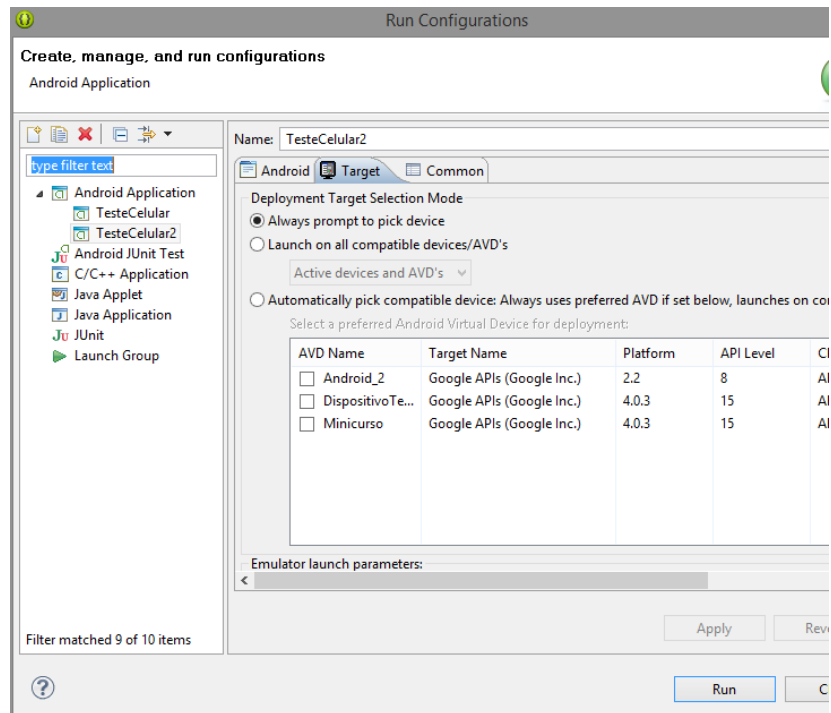 Run Configurations
Create, manage, and run configurations
Android Application
Name: TesteCelular2
type filter text
Android Application
TesteCelular
TesteCelular2
Android JUnit Test
C/C++ Application
Java Applet
Java Application
Ju JUnit
Launch Group
Filter matched 9 of 10 items
Android Target Common
Deployment Target Selection Mode
Always prompt to pick device
Launch on all compatible devices/AVD's
Active devices and AVD's
Automatically pick compatible device: Always uses preferred AVD if set below, launches on
Select a preferred Android Virtual Device for deployment:
AVD Name Target Name Platform API Level
Android_2 Google APIs (Google Inc.) 2.2 8
DispositivoTe... Google APIs (Google Inc.) 4.0.3 15
Minicurso Google APIs (Google Inc.) 4.0.3 15
Emulator launch parameters:
Apply
Run